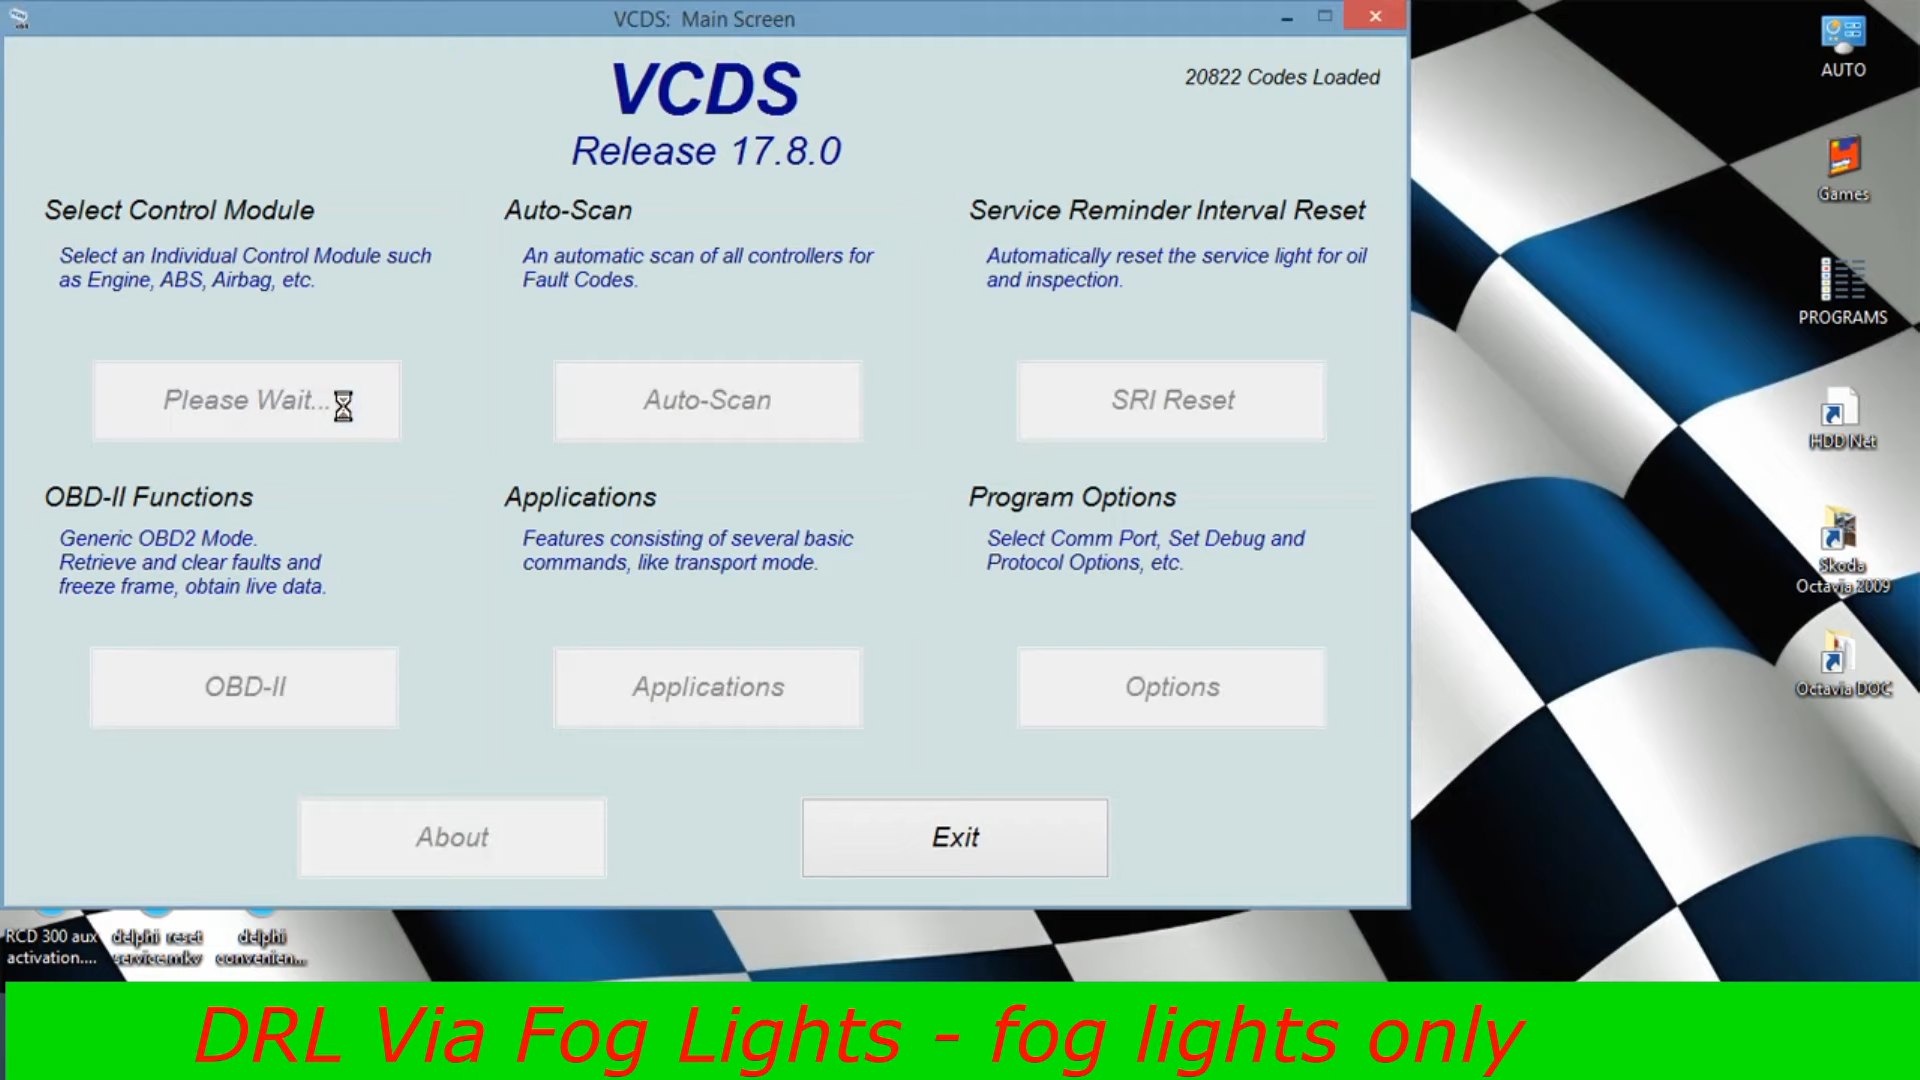 VCDS: Main Screen
VCDS
Release 17.8.0
20822 Codes Loaded
Select Control Module
Select an Individual Control Module such
as Engine, ABS, Airbag, etc.
Please Wait...
Auto-Scan
An automatic scan of all controllers for
Fault Codes.
Auto-Scan
Service Reminder Interval Reset
Automatically reset the service light for oil
and inspection.
SRI Reset
OBD-II Functions
Generic OBD2 Mode.
Retrieve and clear faults and
freeze frame, obtain live data.
OBD-II
Applications
Features consisting of several basic
commands, like transport mode.
Applications
Program Options
Select Comm Port, Set Debug and
Protocol Options, etc.
Options
About
Exit
AUTO
Games
PROGRAMS
HDD Net
Skoda
Octavia 2009
Octavia DOC
RCD 300 aux
activation....
delphi reset
service.mkv
delphi
convenien...
DRL Via Fog Lights - fog lights only